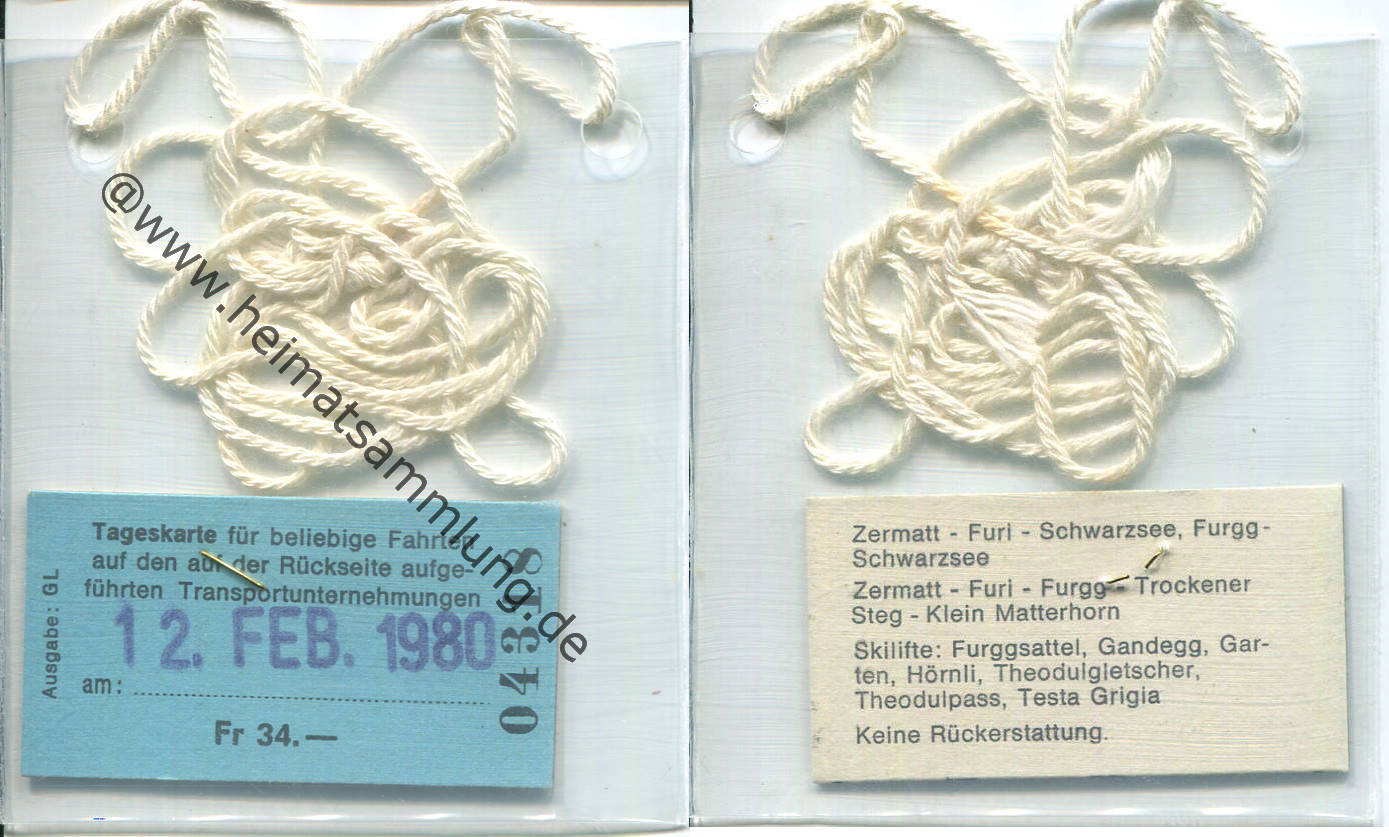 Tageskarte für beliebige Fahrten
auf den auf der Rückseite aufge-
führten Transportunternehmungen
12. FEB. 1980
am:
Fr 34.—
Ausgabe: GL
04318
@www.heimatsammlung.de
Zermatt - Furi - Schwarzsee, Furgg-
Schwarzsee
Zermatt - Furi - Furgg - Trockener
Steg - Klein Matterhorn
Skilifte: Furggsattel, Gandegg, Gar-
ten, Hörnli, Theodulgletscher,
Theodulpass, Testa Grigia
Keine Rückerstattung.